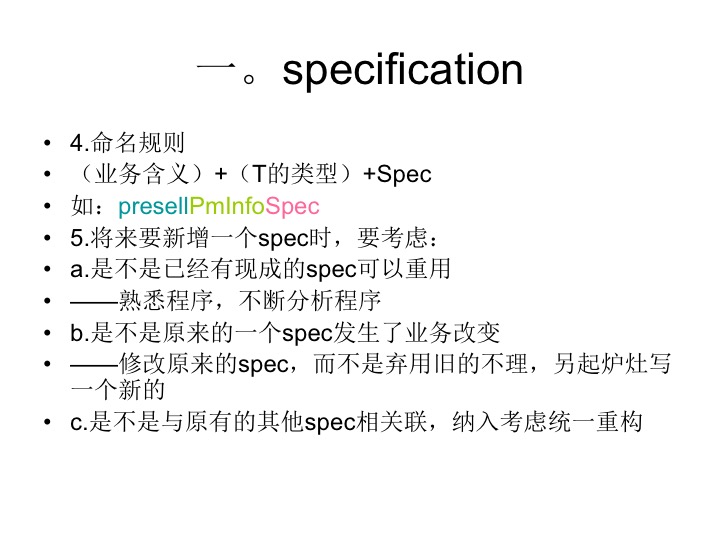 一。specification
• 4.命名规则
• （业务含义）+（T的类型）+Spec
• 如：presellPmInfoSpec
• 5.将来要新增一个spec时，要考虑：
• a.是不是已经有现成的spec可以重用
• ——熟悉程序，不断分析程序
• b.是不是原来的一个spec发生了业务改变
• ——修改原来的spec，而不是弃用旧的不理，另起炉灶写
一个新的
• c.是不是与原有的其他spec相关联，纳入考虑统一重构